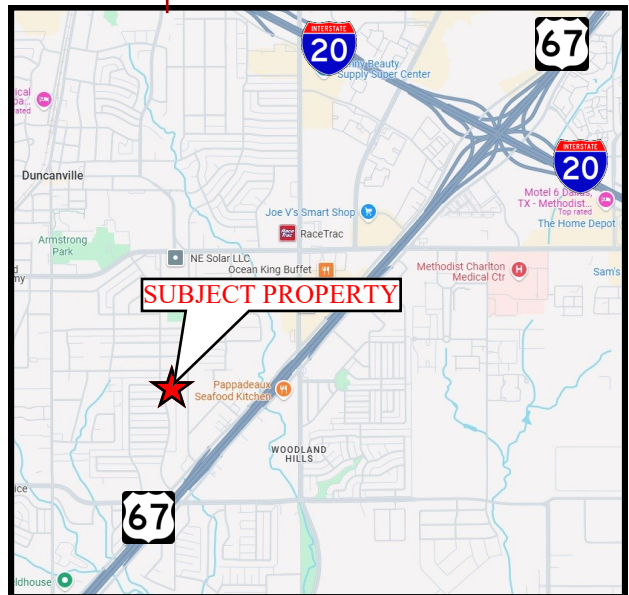 INTERSTATE
20
67
Beauty
Supply Super Center
INTERSTATE
20
Duncanville
Motel 6 Dallas,
TX - Methodist...
Top rated
Joe V's Smart Shop
The Home Depot
RaceTrac
RaceTrac
Armstrong
Park
NE Solar LLC
Ocean King Buffet
Methodist Charlton
Medical Ctr
H
Sam's
SUBJECT PROPERTY
Pappadeaux
Seafood Kitchen
WOODLAND
HILLS
67